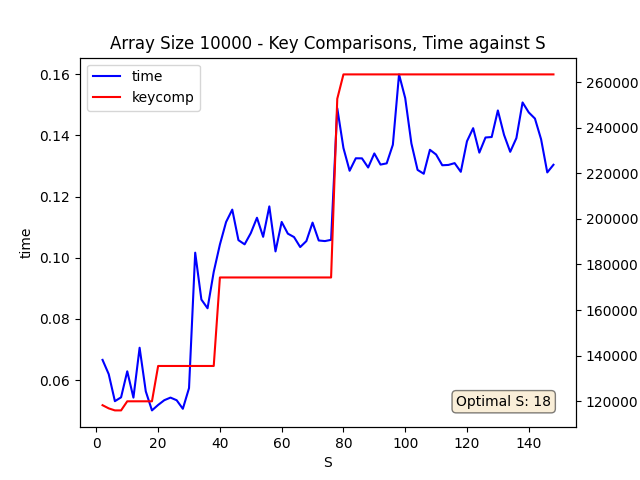 Array Size 10000 - Key Comparisons, Time against S
time
keycomp
0.16
0.14
0.12
0.10
0.08
0.06
time
260000
240000
220000
200000
180000
160000
140000
120000
Optimal S: 18
0 20 40 60 80 100 120 140
S